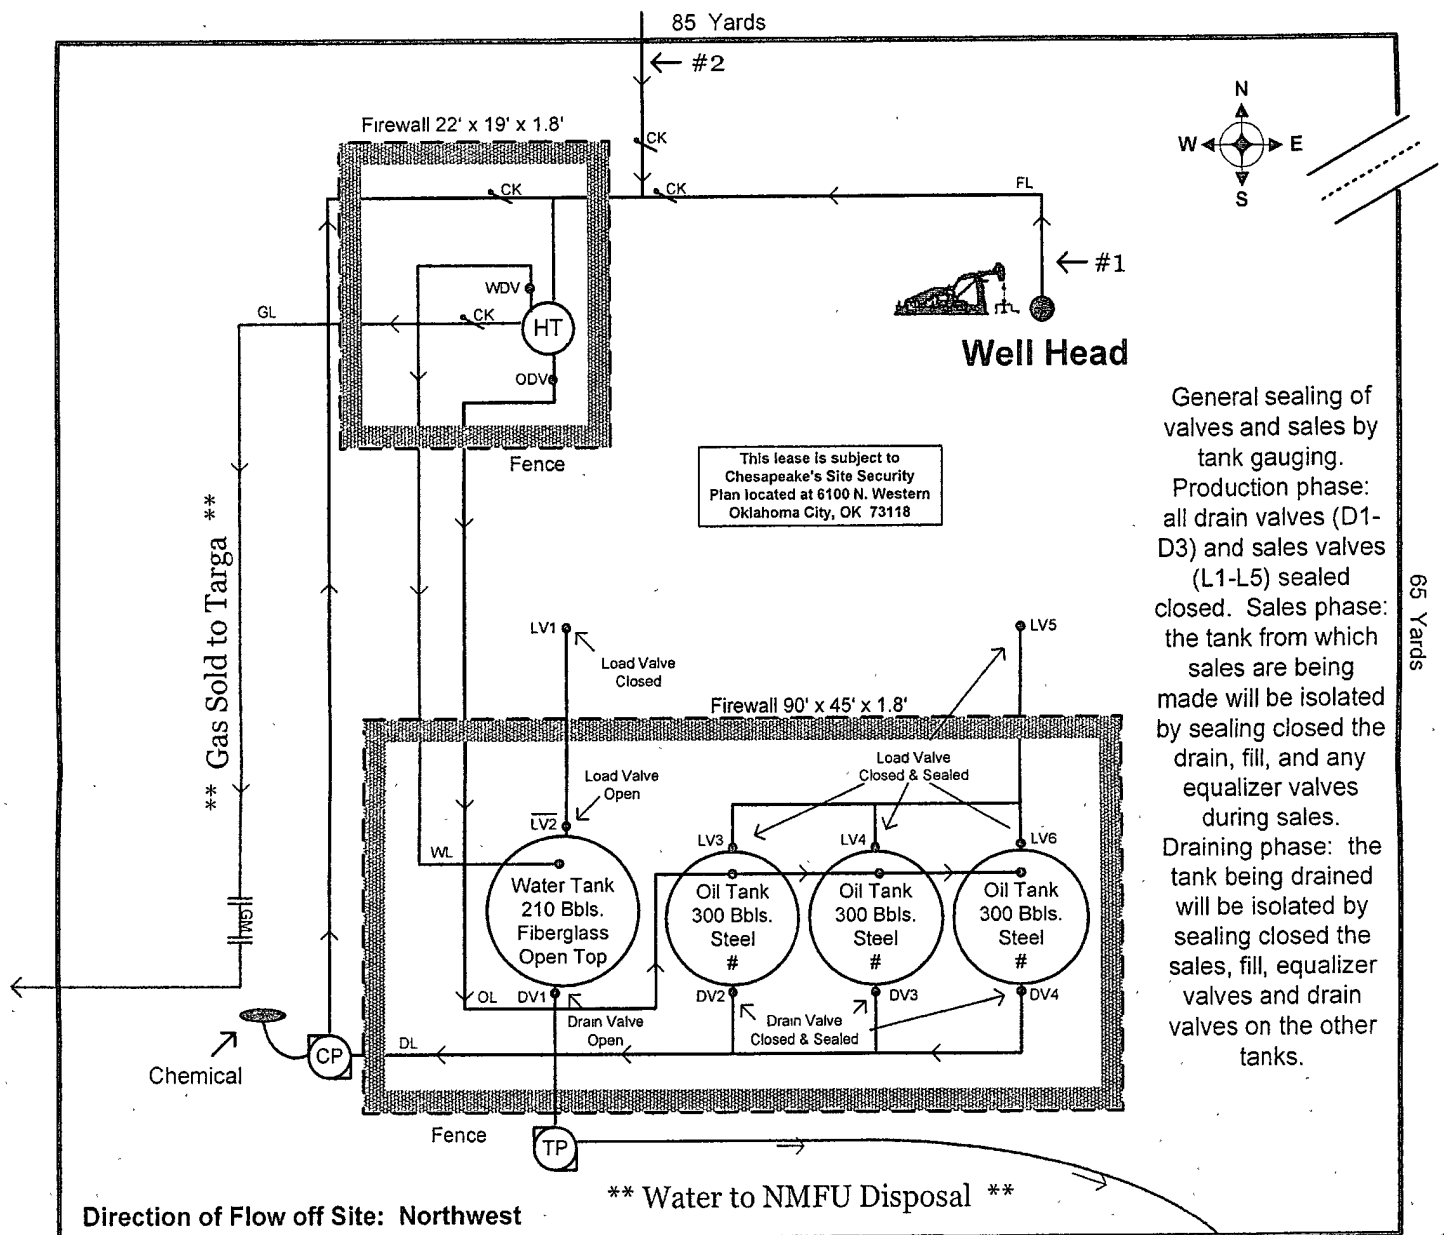 85 Yards
#2
N
W
E
S
Firewall 22' x 19' x 1.8'
CK
CK
CK
FL
#1
WDV
GL
CK
HT
ODV
Well Head
Fence
This lease is subject to
Chesapeake's Site Security
Plan located at 6100 N. Western
Oklahoma City, OK 73118
General sealing of
valves and sales by
tank gauging.
Production phase:
all drain valves (D1-
D3) and sales valves
(L1-L5) sealed
closed. Sales phase:
the tank from which
sales are being
made will be isolated
by sealing closed the
drain, fill, and any
equalizer valves
during sales.
Draining phase: the
tank being drained
will be isolated by
sealing closed the
sales, fill, equalizer
valves and drain
valves on the other
tanks.
65 Yards
** Gas Sold to Targa **
LV1
Load Valve
Closed
LV5
Firewall 90' x 45' x 1.8'
Load Valve
Open
Load Valve
Closed & Sealed
LV2
LV3
LV4
LV6
WL
Water Tank
210 Bbls.
Fiberglass
Open Top
Oil Tank
300 Bbls.
Steel
#
Oil Tank
300 Bbls.
Steel
#
Oil Tank
300 Bbls.
Steel
#
GM
OL
DV1
Drain Valve
Open
DV2
Drain Valve
Closed & Sealed
DV3
DV4
DL
CP
Chemical
Fence
TP
** Water to NMFU Disposal **
Direction of Flow off Site: Northwest